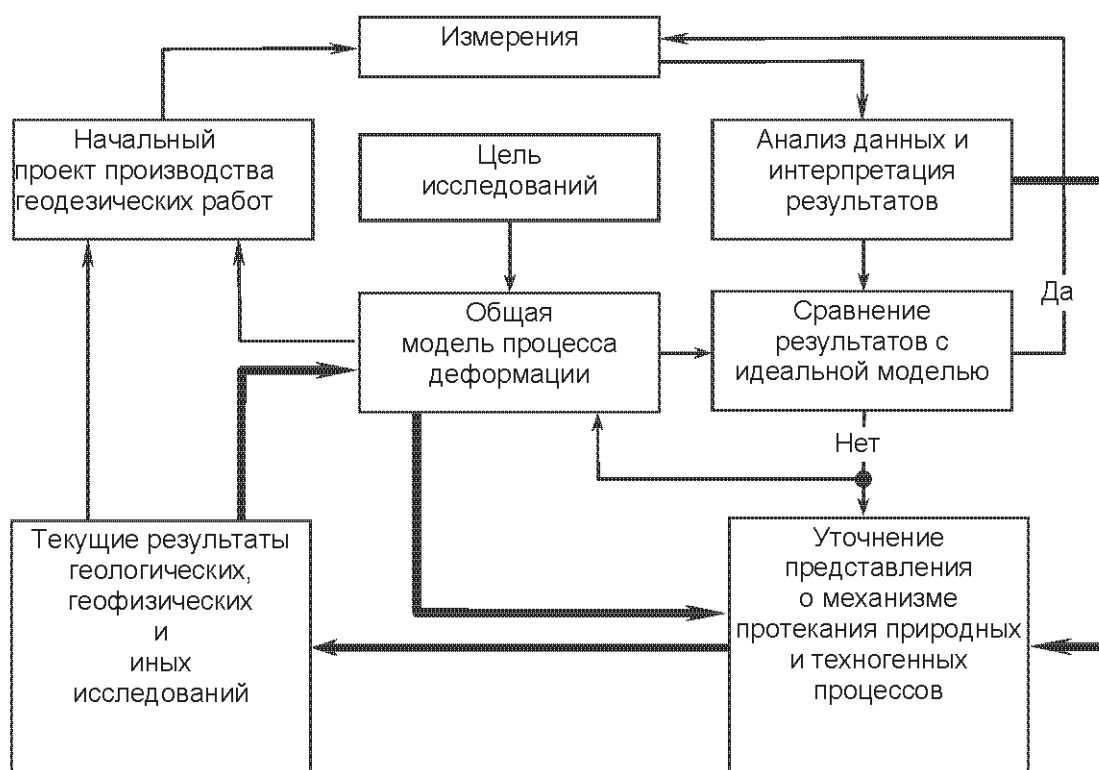 Измерения
Начальный
проект производства
геодезических работ
Цель
исследований
Анализ данных и
интерпретация
результатов
Да
Общая
модель процесса
деформации
Сравнение
результатов с
идеальной моделью
Нет
Текущие результаты
геологических,
геофизических
и
иных
исследований
Уточнение
представления
о механизме
протекания природных
и техногенных
процессов